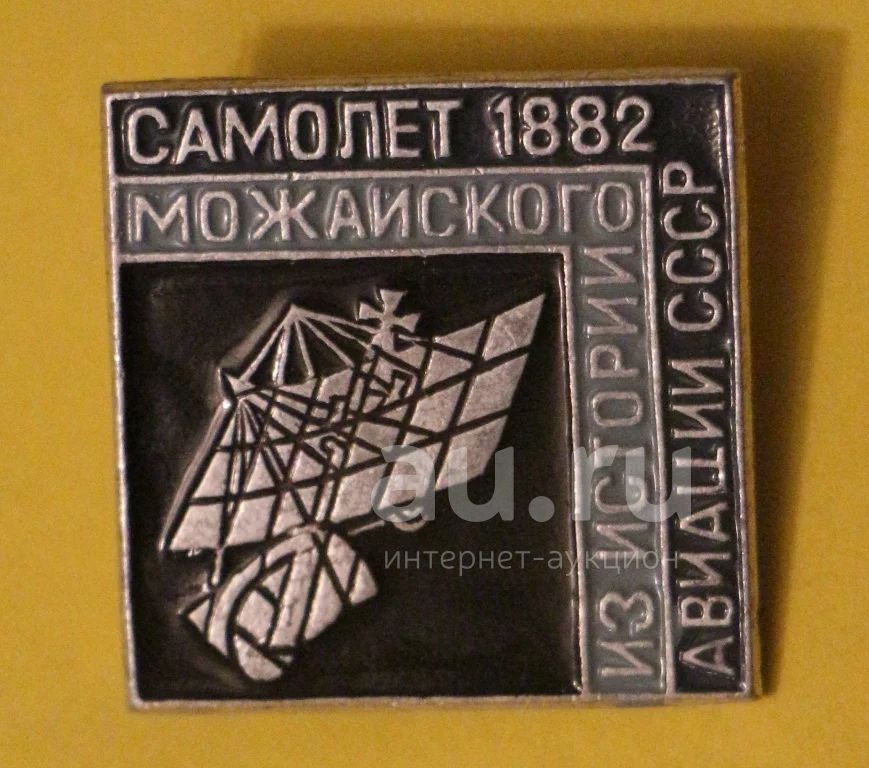 САМОЛЕТ 1882
МОЖАЙСКОГО
ИЗ ИСТОРИИ
АВИАЦИИ СССР
au.ru
интернет-аукцион